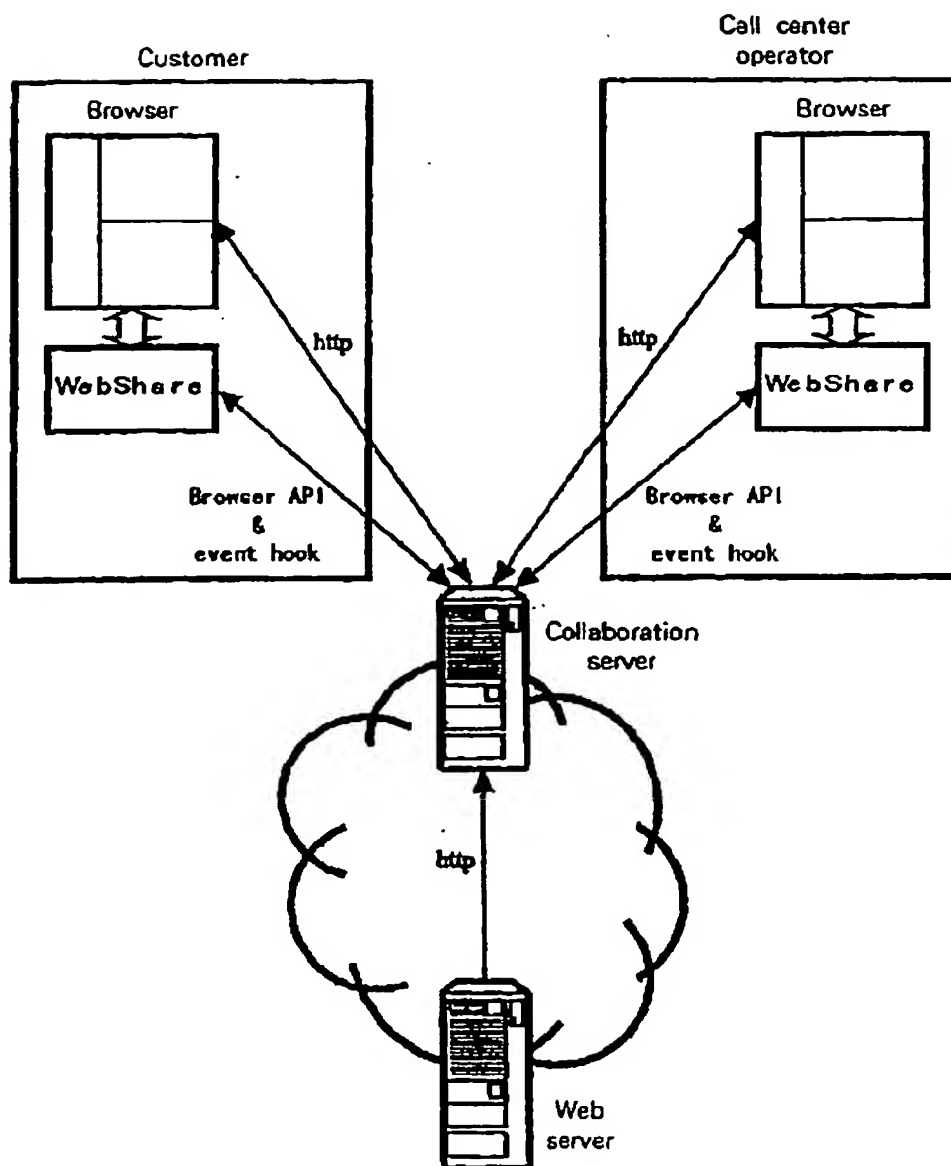 Customer
Call center
operator
Browser
Browser
http
http
WebShare
WebShare
Browser API
&
event hook
Browser API
&
event hook
Collaboration
server
http
Web
server